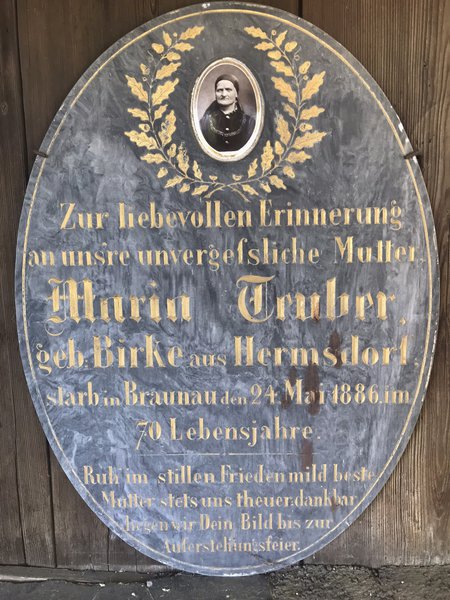 Zur liebevollen Erinnerung
an unsre unvergefsliche Mutter,
Maria Truber,
geb. Birke aus Hermsdorf,
starb in Braunau den 24. Mai 1886 im
70 Lebensjahre.
Ruh im stillen Frieden mild beste
Mutter stets uns theuer, dankbar
hegen wir Dein Bild bis zur
Auferstehungsfeier.